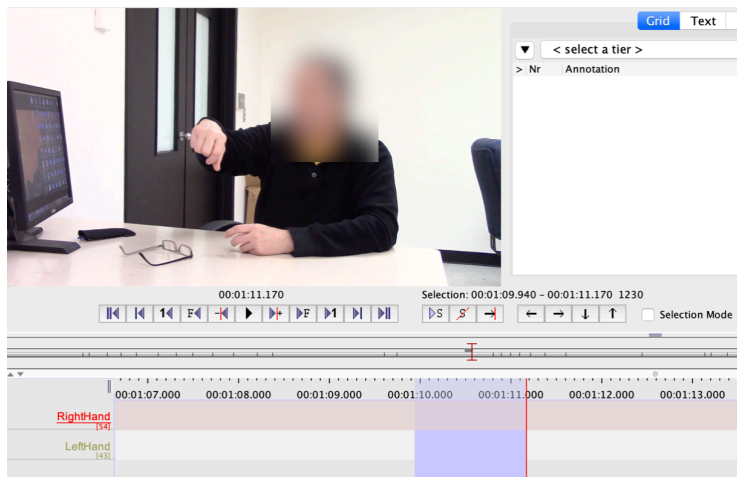 Grid Text
< select a tier >
> Nr Annotation
00:01:11.170
Selection: 00:01:09.940 – 00:01:11.170 1230
1 F + F 1
S S Selection Mode
00:01:07.000 00:01:08.000 00:01:09.000 00:01:10.000 00:01:11.000 00:01:12.000 00:01:13.000
RightHand
[54]
LeftHand
[43]